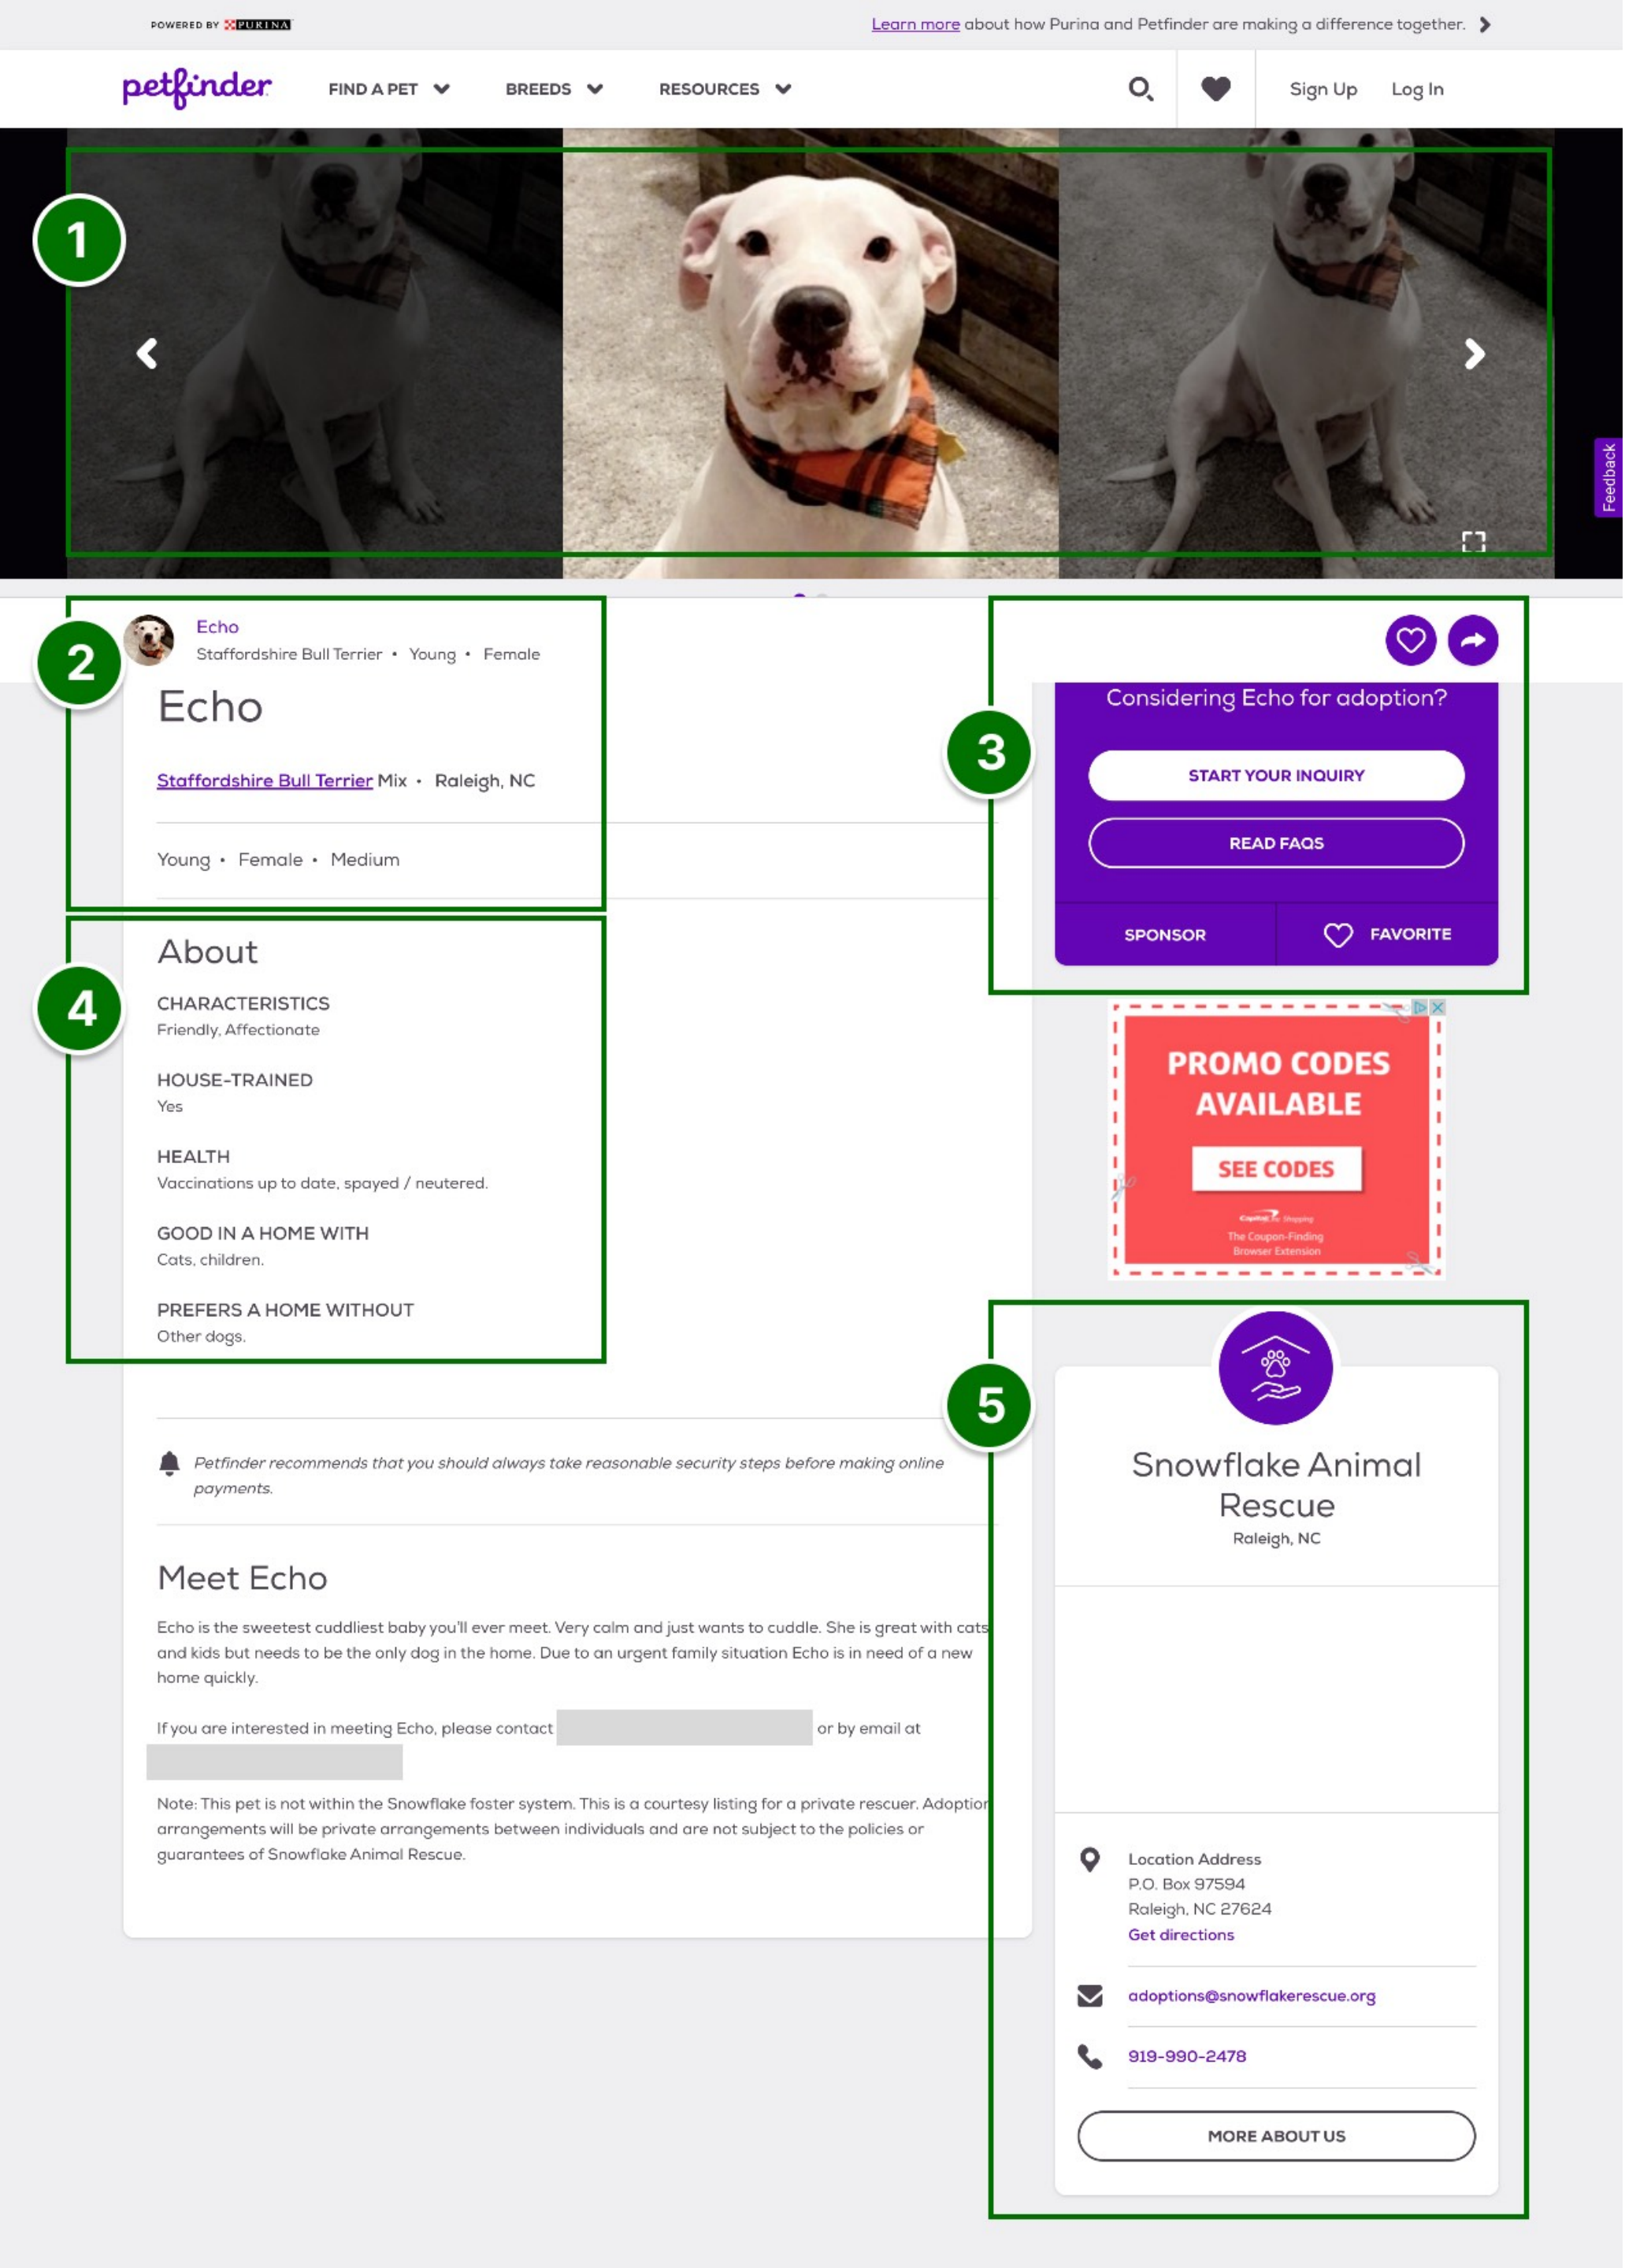 POWERED BY PURINA
Learn more about how Purina and Petfinder are making a difference together.
petfinder
FIND A PET
BREEDS
RESOURCES
Sign Up
Log In
1
Feedback
2
Echo
Staffordshire Bull Terrier • Young • Female
Echo
Staffordshire Bull Terrier Mix • Raleigh, NC
Young • Female • Medium
3
Considering Echo for adoption?
START YOUR INQUIRY
READ FAQS
SPONSOR
FAVORITE
4
About
CHARACTERISTICS
Friendly, Affectionate
HOUSE-TRAINED
Yes
HEALTH
Vaccinations up to date, spayed / neutered.
GOOD IN A HOME WITH
Cats, children.
PREFERS A HOME WITHOUT
Other dogs.
PROMO CODES
AVAILABLE
SEE CODES
Capital One Shopping
The Coupon-Finding
Browser Extension
Petfinder recommends that you should always take reasonable security steps before making online
payments.
Meet Echo
Echo is the sweetest cuddliest baby you'll ever meet. Very calm and just wants to cuddle. She is great with cats
and kids but needs to be the only dog in the home. Due to an urgent family situation Echo is in need of a new
home quickly.
If you are interested in meeting Echo, please contact or by email at
Note: This pet is not within the Snowflake foster system. This is a courtesy listing for a private rescuer. Adoption
arrangements will be private arrangements between individuals and are not subject to the policies or
guarantees of Snowflake Animal Rescue.
5
Snowflake Animal
Rescue
Raleigh, NC
Location Address
P.O. Box 97594
Raleigh, NC 27624
Get directions
adoptions@snowflakerescue.org
919-990-2478
MORE ABOUT US